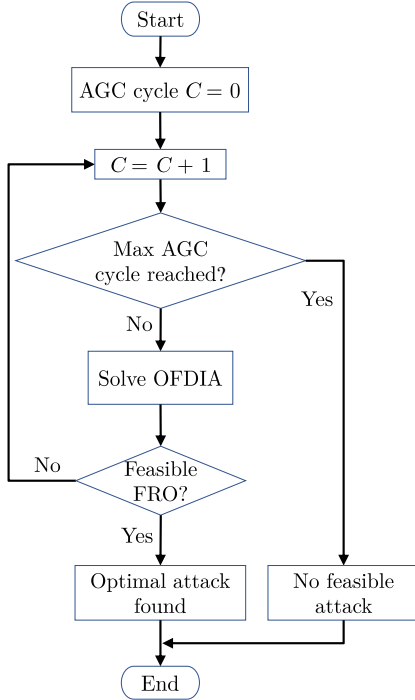 Start
AGC cycle C = 0
C = C + 1
Max AGC
cycle reached?
Yes
No
Solve OFDIA
Feasible
FRO?
No
Yes
Optimal attack
found
No feasible
attack
End